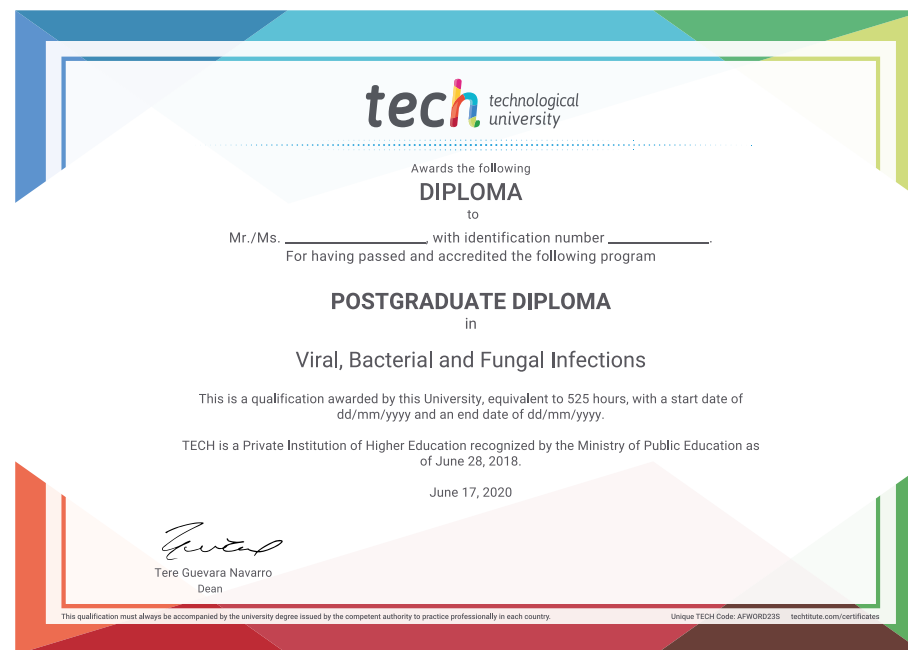 tech technological
university
Awards the following
DIPLOMA
to
Mr./Ms. ____________________, with identification number ______________.
For having passed and accredited the following program
POSTGRADUATE DIPLOMA
in
Viral, Bacterial and Fungal Infections
This is a qualification awarded by this University, equivalent to 525 hours, with a start date of
dd/mm/yyyy and an end date of dd/mm/yyyy.
TECH is a Private Institution of Higher Education recognized by the Ministry of Public Education as
of June 28, 2018.
June 17, 2020
Tere Guevara Navarro
Dean
This qualification must always be accompanied by the university degree issued by the competent authority to practice professionally in each country. Unique TECH Code: AFWORD23S techtitute.com/certificates